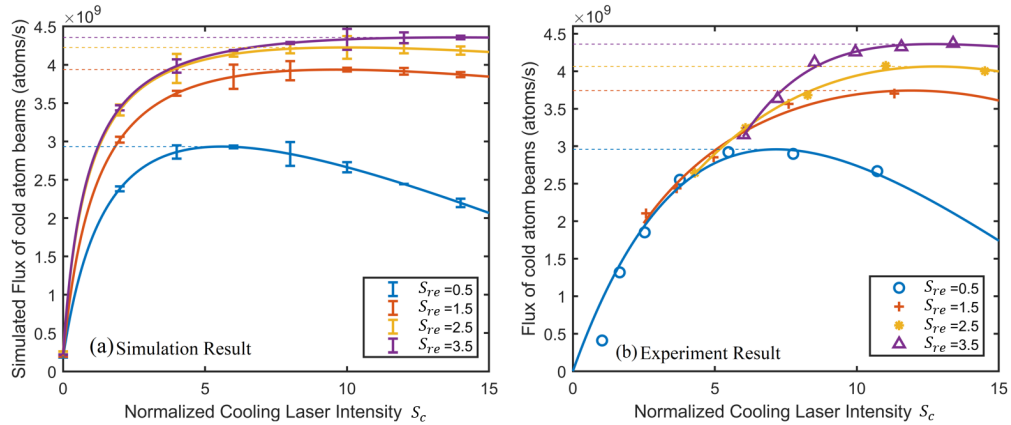 ×10⁹
4.5
4
3.5
3
2.5
2
1.5
1
0.5
0
0 5 10 15
Simulated Flux of cold atom beams (atoms/s)
Normalized Cooling Laser Intensity S_c
(a) Simulation Result
S_re=0.5
S_re=1.5
S_re=2.5
S_re=3.5
×10⁹
4.5
4
3.5
3
2.5
2
1.5
1
0.5
0
0 5 10 15
Flux of cold atom beams (atoms/s)
Normalized Cooling Laser Intensity S_c
(b) Experiment Result
S_re=0.5
S_re=1.5
S_re=2.5
S_re=3.5